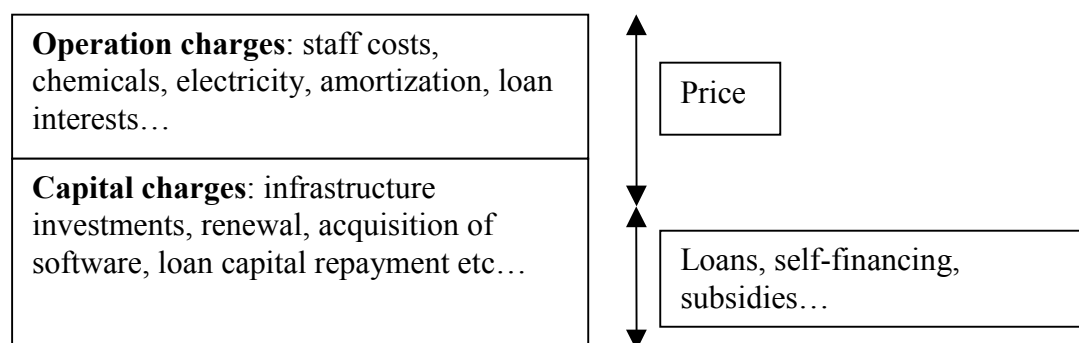 Operation charges: staff costs,
chemicals, electricity, amortization, loan
interests…
Price
Capital charges: infrastructure
investments, renewal, acquisition of
software, loan capital repayment etc…
Loans, self-financing,
subsidies…